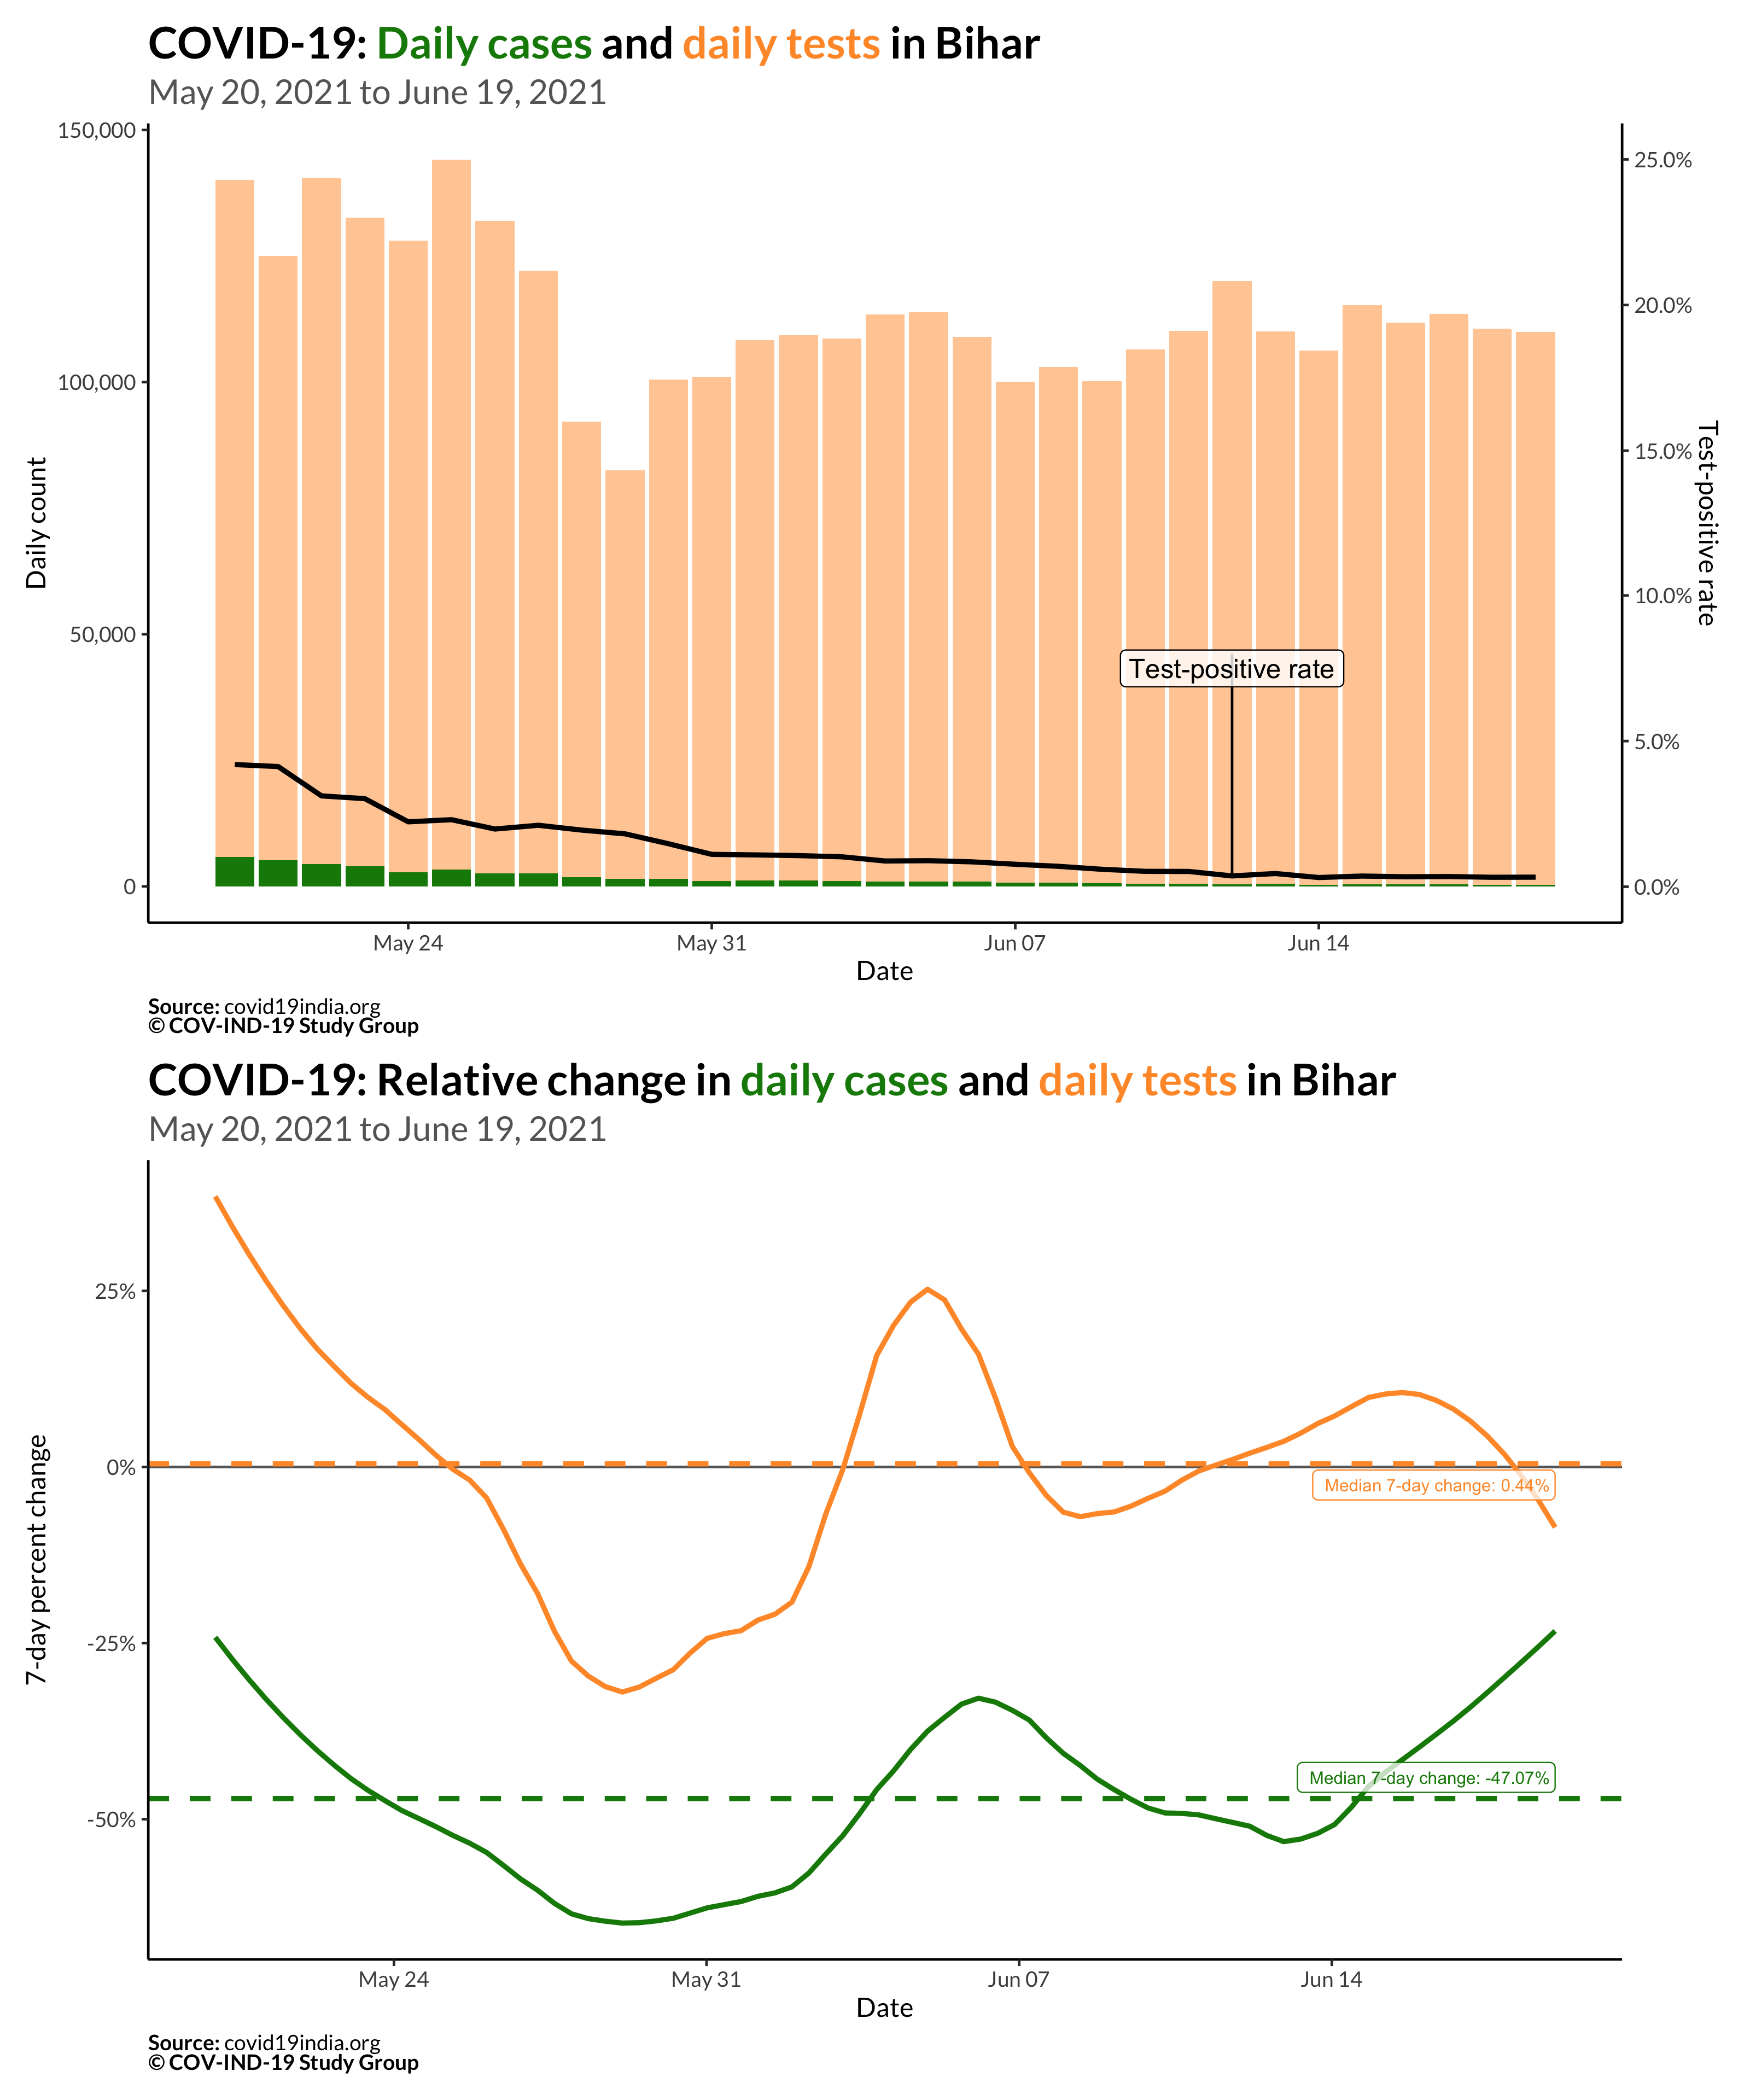 COVID-19: Daily cases and daily tests in Bihar
May 20, 2021 to June 19, 2021
150,000
100,000
50,000
0
Daily count
25.0%
20.0%
15.0%
10.0%
5.0%
0.0%
Test-positive rate
Test-positive rate
May 24
May 31
Jun 07
Jun 14
Date
Source: covid19india.org
© COV-IND-19 Study Group
COVID-19: Relative change in daily cases and daily tests in Bihar
May 20, 2021 to June 19, 2021
25%
0%
-25%
-50%
7-day percent change
Median 7-day change: 0.44%
Median 7-day change: -47.07%
May 24
May 31
Jun 07
Jun 14
Date
Source: covid19india.org
© COV-IND-19 Study Group